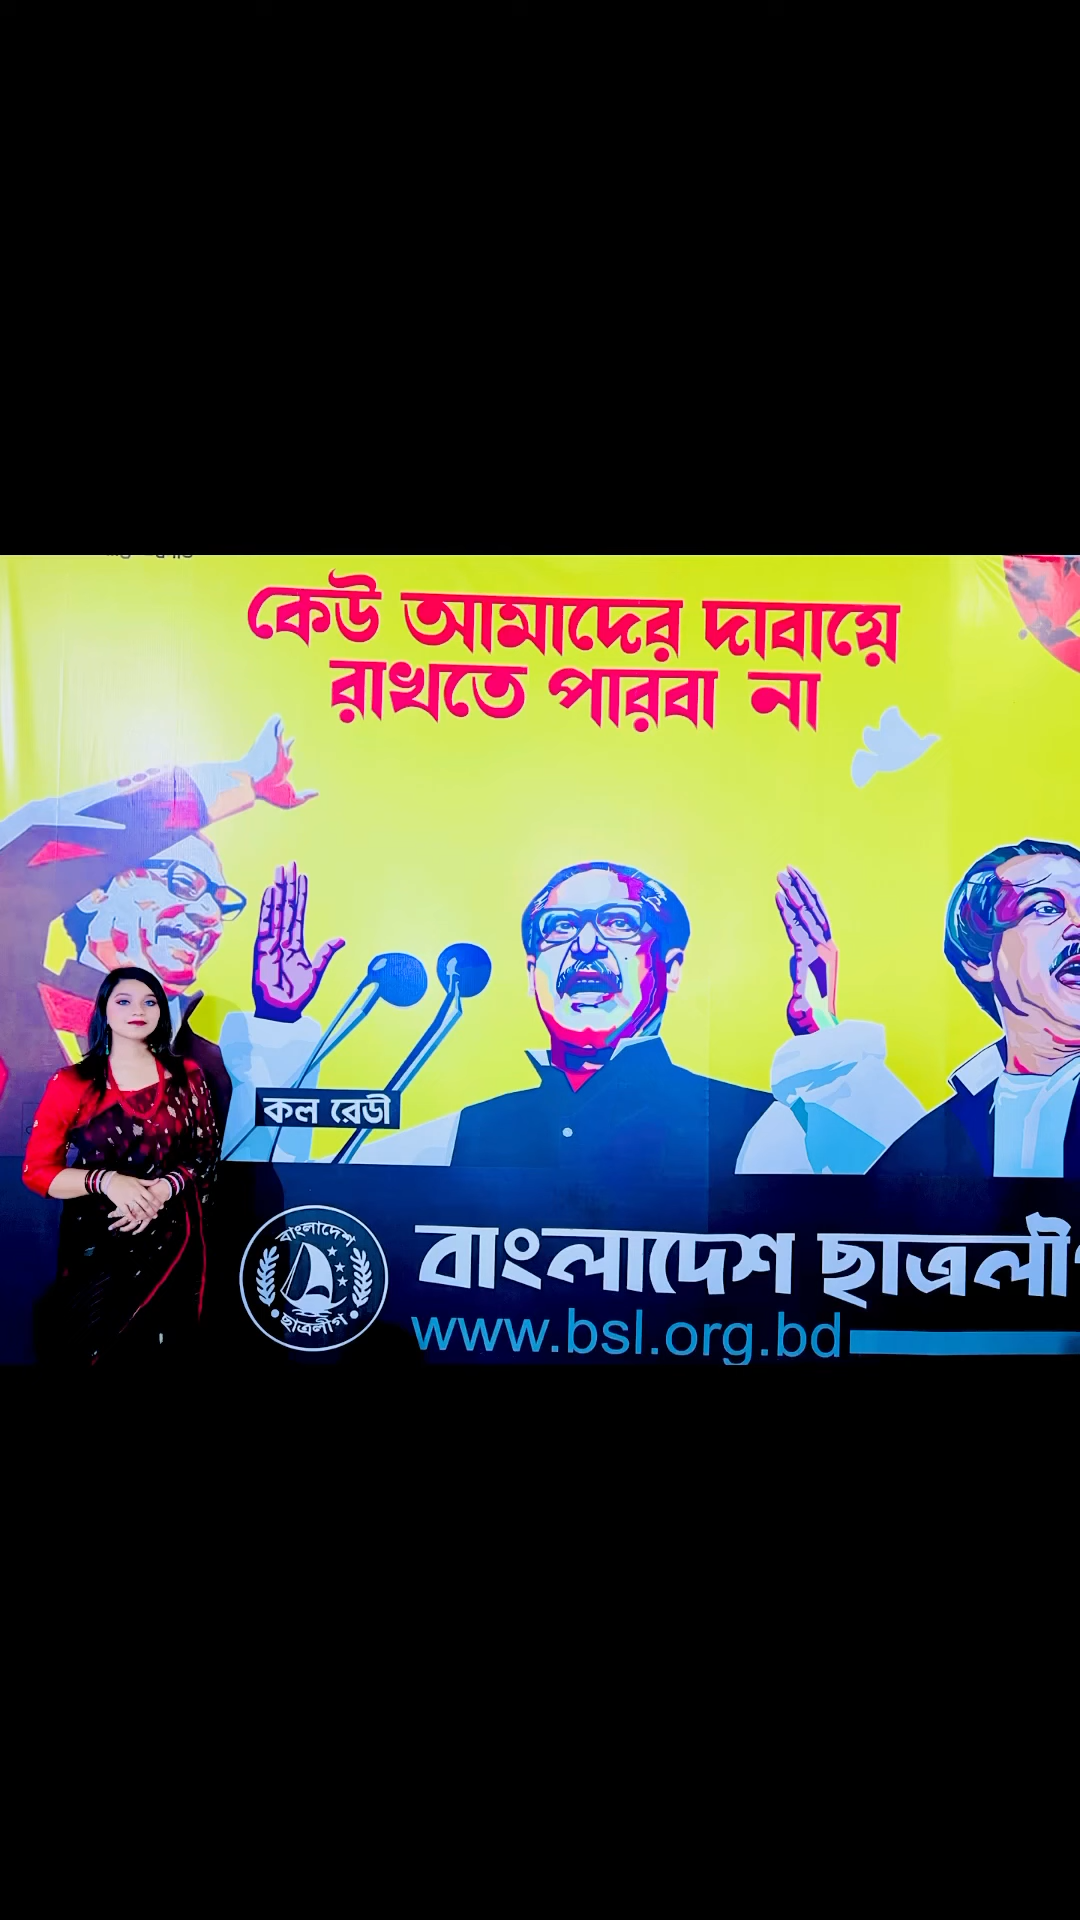 কেউ আমাদের দাবায়ে
রাখতে পারবা না
কল রেডী
বাংলাদেশ
ছাত্রলীগ
বাংলাদেশ ছাত্রলী
www.bsl.org.bd